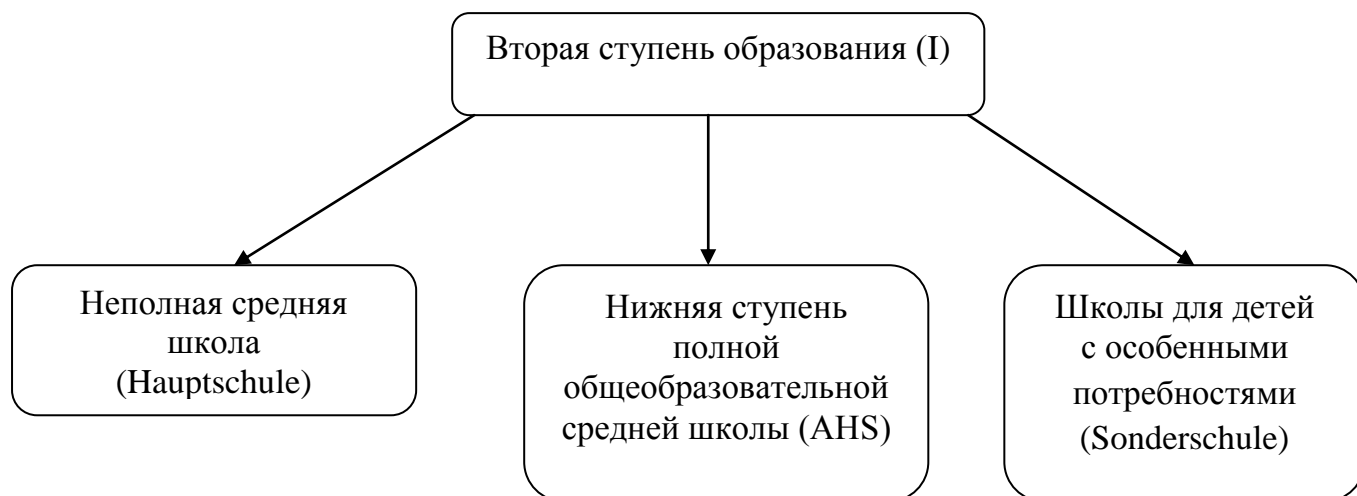 Вторая ступень образования (I)
Неполная средняя
школа
(Hauptschule)
Нижняя ступень
полной
общеобразовательной
средней школы (AHS)
Школы для детей
с особенными
потребностями
(Sonderschule)